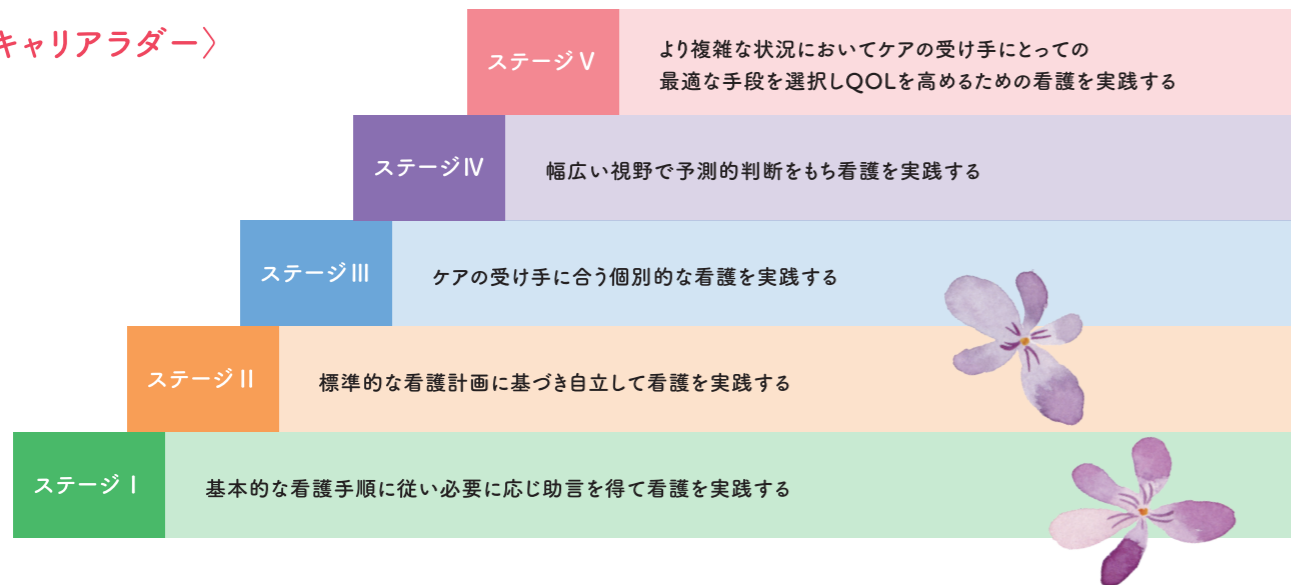 キャリアラダー〉
ステージⅤ
より複雑な状況においてケアの受け手にとっての
最適な手段を選択しQOLを高めるための看護を実践する
ステージⅣ
幅広い視野で予測的判断をもち看護を実践する
ステージⅢ
ケアの受け手に合う個別的な看護を実践する
ステージⅡ
標準的な看護計画に基づき自立して看護を実践する
ステージⅠ
基本的な看護手順に従い必要に応じ助言を得て看護を実践する